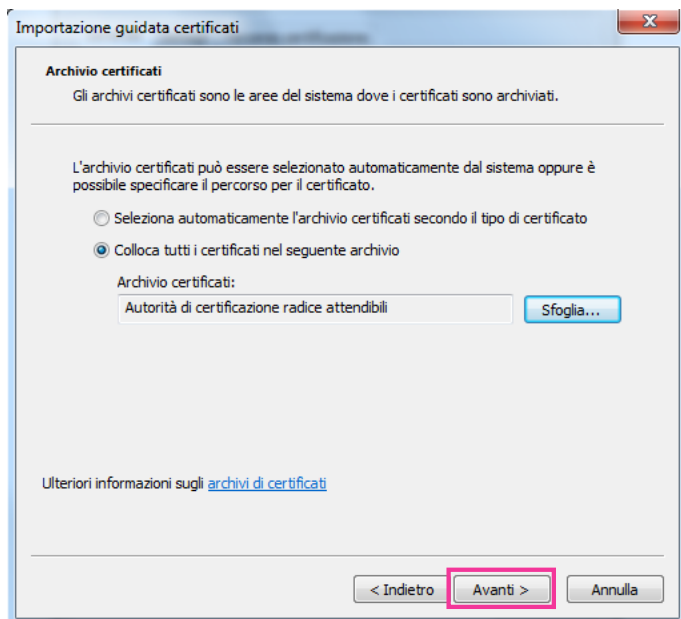 Importazione guidata certificati
Archivio certificati
Gli archivi certificati sono le aree del sistema dove i certificati sono archiviati.
L'archivio certificati può essere selezionato automaticamente dal sistema oppure è
possibile specificare il percorso per il certificato.
Seleziona automaticamente l'archivio certificati secondo il tipo di certificato
Colloca tutti i certificati nel seguente archivio
Archivio certificati:
Autorità di certificazione radice attendibili
Sfoglia...
Ulteriori informazioni sugli archivi di certificati
< Indietro
Avanti >
Annulla